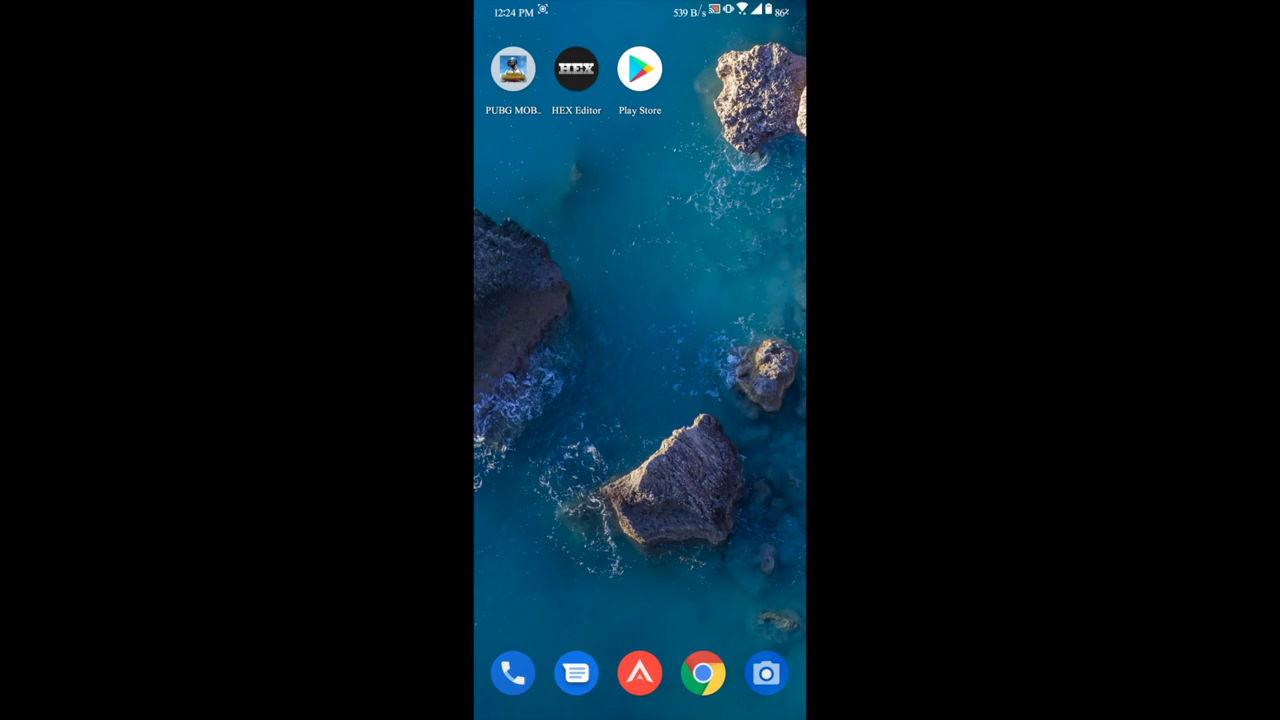 12:24 PM
539 B/s
86%
HEX
PUBG MOB..
HEX Editor
Play Store